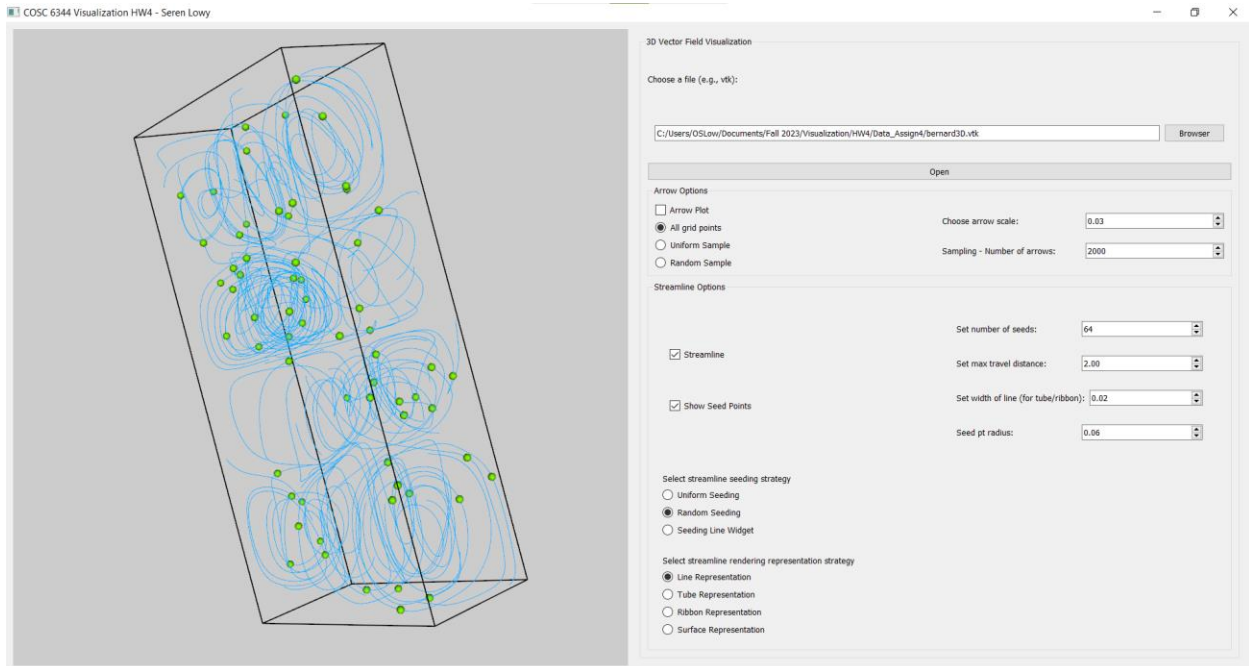 COSC 6344 Visualization HW4 - Seren Lowy
3D Vector Field Visualization
Choose a file (e.g., vtk):
C:/Users/OSLow/Documents/Fall 2023/Visualization/HW4/Data_Assign4/bernard3D.vtk
Browser
Open
Arrow Options
Arrow Plot
All grid points
Uniform Sample
Random Sample
Choose arrow scale: 0.03
Sampling - Number of arrows: 2000
Streamline Options
Streamline
Show Seed Points
Set number of seeds: 64
Set max travel distance: 2.00
Set width of line (for tube/ribbon): 0.02
Seed pt radius: 0.06
Select streamline seeding strategy
Uniform Seeding
Random Seeding
Seeding Line Widget
Select streamline rendering representation strategy
Line Representation
Tube Representation
Ribbon Representation
Surface Representation